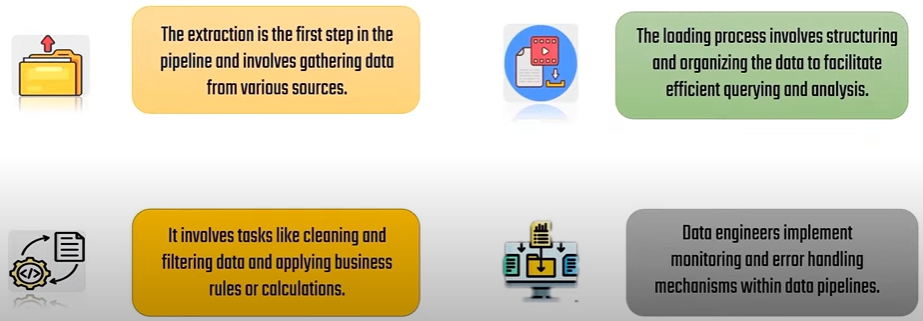 The extraction is the first step in the
pipeline and involves gathering data
from various sources.
The loading process involves structuring
and organizing the data to facilitate
efficient querying and analysis.
It involves tasks like cleaning and
filtering data and applying business
rules or calculations.
Data engineers implement
monitoring and error handling
mechanisms within data pipelines.